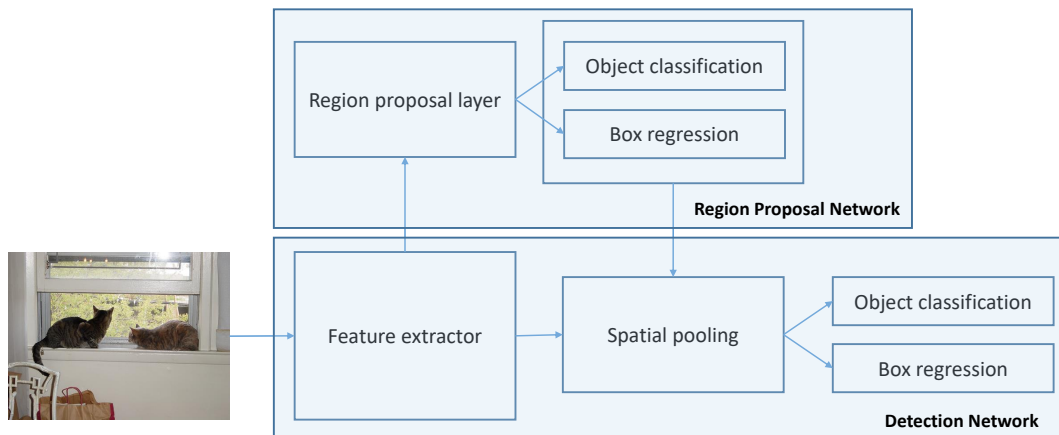 Region proposal layer
Object classification
Box regression
Region Proposal Network
Feature extractor
Spatial pooling
Object classification
Box regression
Detection Network